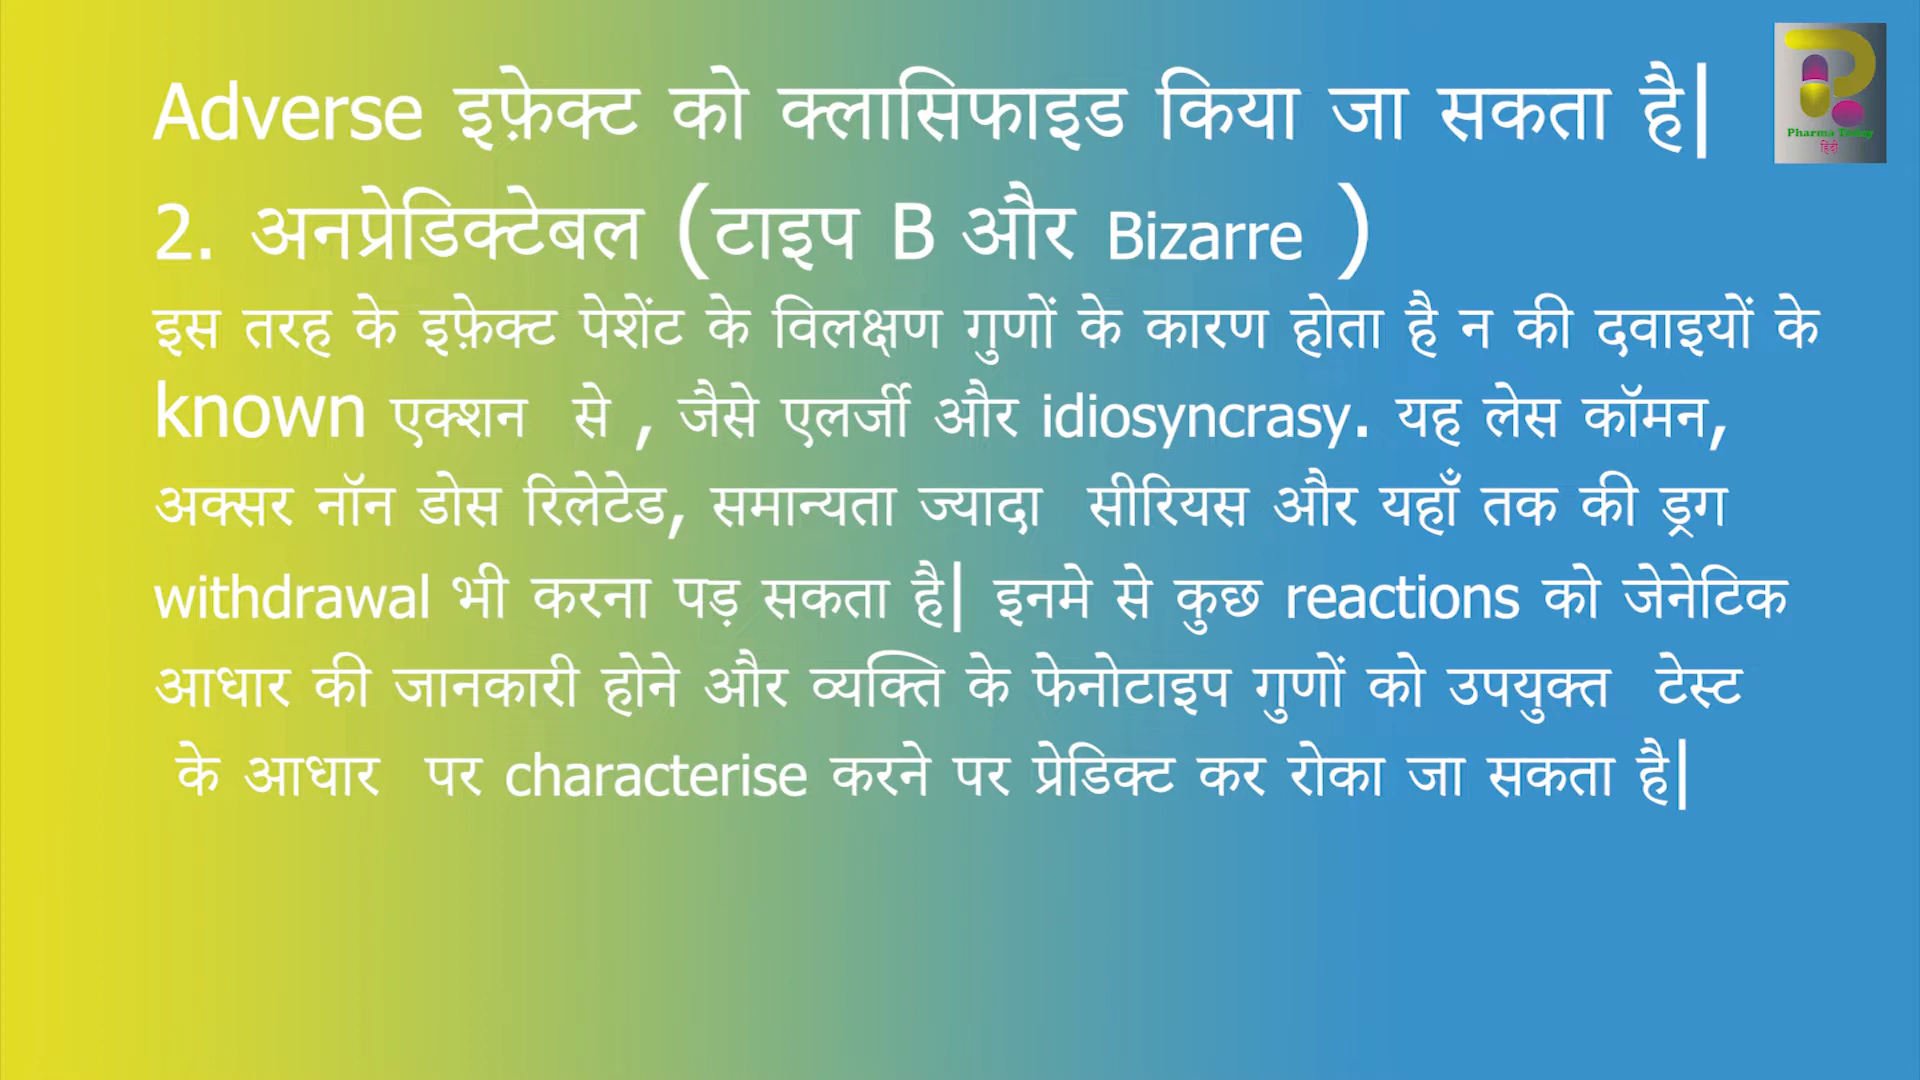 Adverse इफ़ेक्ट को क्लासिफाइड किया जा सकता है|
2. अनप्रेडिक्टेबल (टाइप B और Bizarre )
इस तरह के इफ़ेक्ट पेशेंट के विलक्षण गुणों के कारण होता है न की दवाइयों के
known एक्शन से , जैसे एलर्जी और idiosyncrasy. यह लेस कॉमन,
अक्सर नॉन डोस रिलेटेड, समान्यता ज्यादा सीरियस और यहाँ तक की ड्रग
withdrawal भी करना पड़ सकता है| इनमे से कुछ reactions को जेनेटिक
आधार की जानकारी होने और व्यक्ति के फेनोटाइप गुणों को उपयुक्त टेस्ट
के आधार पर characterise करने पर प्रेडिक्ट कर रोका जा सकता है|
Pharma Today
हिंदी